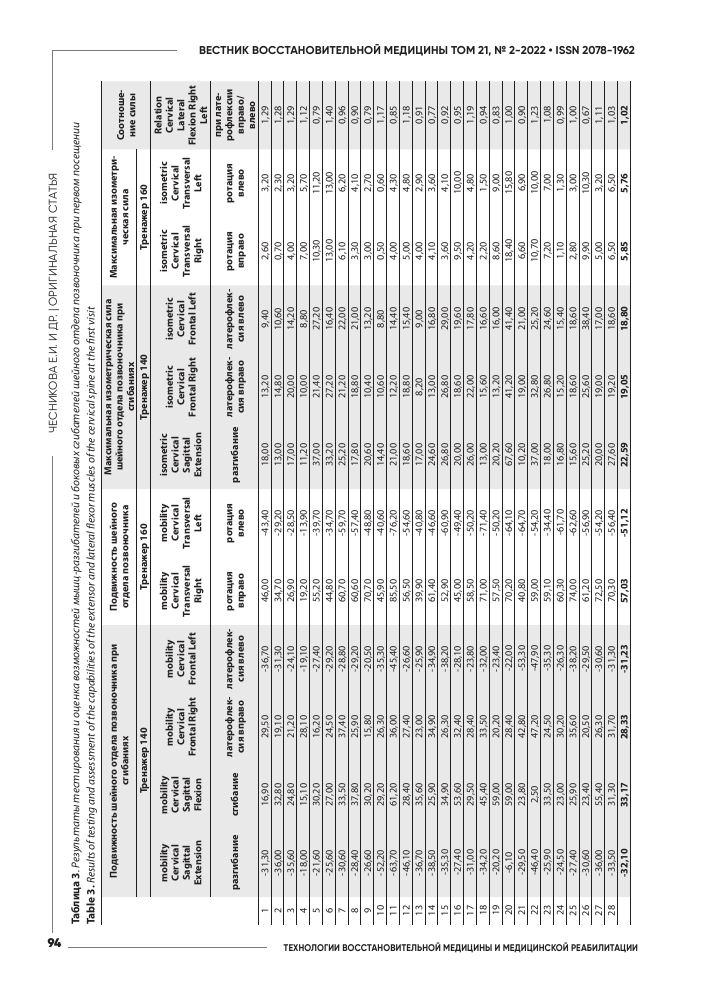 ВЕСТНИК ВОССТАНОВИТЕЛЬНОЙ МЕДИЦИНЫ ТОМ 21, № 2-2022 • ISSN 2078-1962
ЧЕСНИКОВА Е.И. И ДР. | ОРИГИНАЛЬНАЯ СТАТЬЯ
Таблица 3. Результаты тестирования и оценка возможностей мышц-разгибателей и боковых сгибателей шейного отдела позвоночника при первом посещении
Table 3. Results of testing and assessment of the capabilities of the extensor and lateral flexor muscles of the cervical spine at the first visit
Подвижность шейного отдела позвоночника при
сгибаниях
Тренажер 140
Подвижность шейного
отдела позвоночника
Тренажер 160
Максимальная изометрическая сила
шейного отдела позвоночника при
сгибаниях
Тренажер 140
Максимальная изометри-
ческая сила
Тренажер 160
Соотноше-
ние силы
mobility
Cervical
Sagittal
Extension
mobility
Cervical
Sagittal
Flexion
mobility
Cervical
Frontal Right
mobility
Cervical
Frontal Left
mobility
Cervical
Transversal
Right
mobility
Cervical
Transversal
Left
isometric
Cervical
Sagittal
Extension
isometric
Cervical
Frontal Right
isometric
Cervical
Frontal Left
isometric
Cervical
Transversal
Right
isometric
Cervical
Transversal
Left
Relation
Cervical
Lateral
Flexion Right
Left
разгибание
сгибание
латерофлек-
сия вправо
латерофлек-
сия влево
ротация
вправо
ротация
влево
разгибание
латерофлек-
сия вправо
латерофлек-
сия влево
ротация
вправо
ротация
влево
при лате-
рофлексии
вправо/
влево
1 -31,30 16,90 29,50 -36,70 46,00 -43,40 18,00 13,20 9,40 2,60 3,20 1,29
2 -36,00 32,80 19,10 -31,30 34,70 -29,20 13,00 14,80 10,60 0,70 2,30 1,28
3 -35,60 24,80 21,20 -24,10 26,90 -28,50 17,00 20,00 14,20 4,00 3,20 1,29
4 -18,00 15,10 28,10 -19,10 19,20 -13,90 11,20 10,00 8,80 7,00 5,70 1,12
5 -21,60 30,20 16,20 -27,40 55,20 -39,70 37,00 21,40 27,20 10,30 11,20 0,79
6 -25,60 27,00 24,50 -29,20 44,80 -34,70 33,20 27,20 16,40 13,00 13,00 1,40
7 -30,60 33,50 37,40 -28,80 60,70 -59,70 25,20 21,20 22,00 6,10 6,20 0,96
8 -28,40 37,80 25,90 -29,20 60,60 -57,40 17,80 18,80 21,00 3,30 4,10 0,90
9 -26,60 30,20 15,80 -20,50 70,70 -48,80 20,60 10,40 13,20 3,00 2,70 0,79
10 -52,20 29,20 26,30 -35,30 45,90 -40,60 14,40 10,60 8,80 0,50 0,60 1,17
11 -63,70 61,20 36,00 -45,40 85,50 -76,20 21,00 12,20 14,40 4,00 4,30 0,85
12 -46,10 28,40 27,40 -26,60 56,50 -54,60 18,60 18,80 15,40 5,00 4,80 1,18
13 -36,70 35,60 23,00 -25,90 39,90 -40,80 17,00 8,20 9,00 4,00 2,90 0,91
14 -38,50 25,90 34,90 -34,90 61,40 -46,60 24,60 13,00 16,80 4,10 3,60 0,77
15 -35,30 34,90 26,30 -38,20 52,90 -60,90 26,80 26,80 29,00 3,60 4,10 0,92
16 -27,40 53,60 32,40 -28,10 45,00 -49,40 20,00 18,60 19,60 9,50 10,00 0,95
17 -31,00 29,50 28,40 -23,80 58,50 -50,20 26,00 22,00 17,80 4,20 4,80 1,19
18 -34,20 45,40 33,50 -32,00 71,00 -71,40 13,00 15,60 16,60 2,20 1,50 0,94
19 -20,20 59,00 20,20 -23,40 57,50 -50,20 20,20 13,20 16,00 8,60 9,00 0,83
20 -6,10 59,00 28,40 -22,00 70,20 -64,10 67,60 41,20 41,40 18,40 15,80 1,00
21 -29,50 23,80 42,80 -53,30 40,80 -64,70 10,20 19,00 21,00 6,60 6,90 0,90
22 -46,40 2,50 47,20 -47,90 59,00 -54,20 37,00 32,80 25,20 10,70 10,00 1,23
23 -25,90 33,50 24,50 -35,30 59,10 -34,40 18,00 26,80 24,60 7,20 7,00 1,08
24 -24,50 23,00 30,20 -26,30 60,30 -61,70 16,80 15,20 15,40 1,10 1,30 0,99
25 -27,40 25,90 35,60 -38,20 74,00 -62,60 15,60 18,60 18,60 2,80 3,00 1,00
26 -30,60 23,40 20,50 -29,50 61,20 -56,90 25,20 25,60 38,40 9,90 10,30 0,67
27 -36,00 55,40 26,30 -30,60 72,50 -54,20 20,00 19,00 17,00 5,00 3,20 1,11
28 -33,50 31,30 31,70 -31,30 70,30 -56,40 27,60 19,20 18,60 6,50 6,50 1,03
-32,10 33,17 28,33 -31,23 57,03 -51,12 22,59 19,05 18,80 5,85 5,76 1,02
94
ТЕХНОЛОГИИ ВОССТАНОВИТЕЛЬНОЙ МЕДИЦИНЫ И МЕДИЦИНСКОЙ РЕАБИЛИТАЦИИ